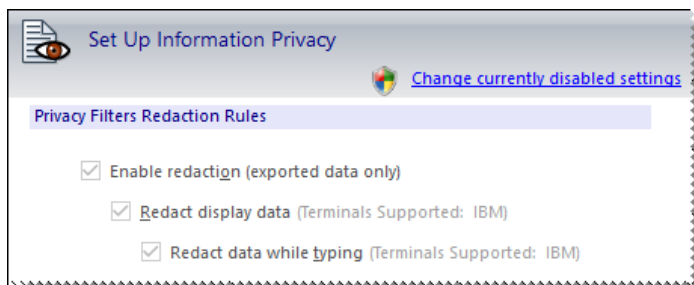 Set Up Information Privacy
Change currently disabled settings
Privacy Filters Redaction Rules
Enable redaction (exported data only)
Redact display data (Terminals Supported: IBM)
Redact data while typing (Terminals Supported: IBM)